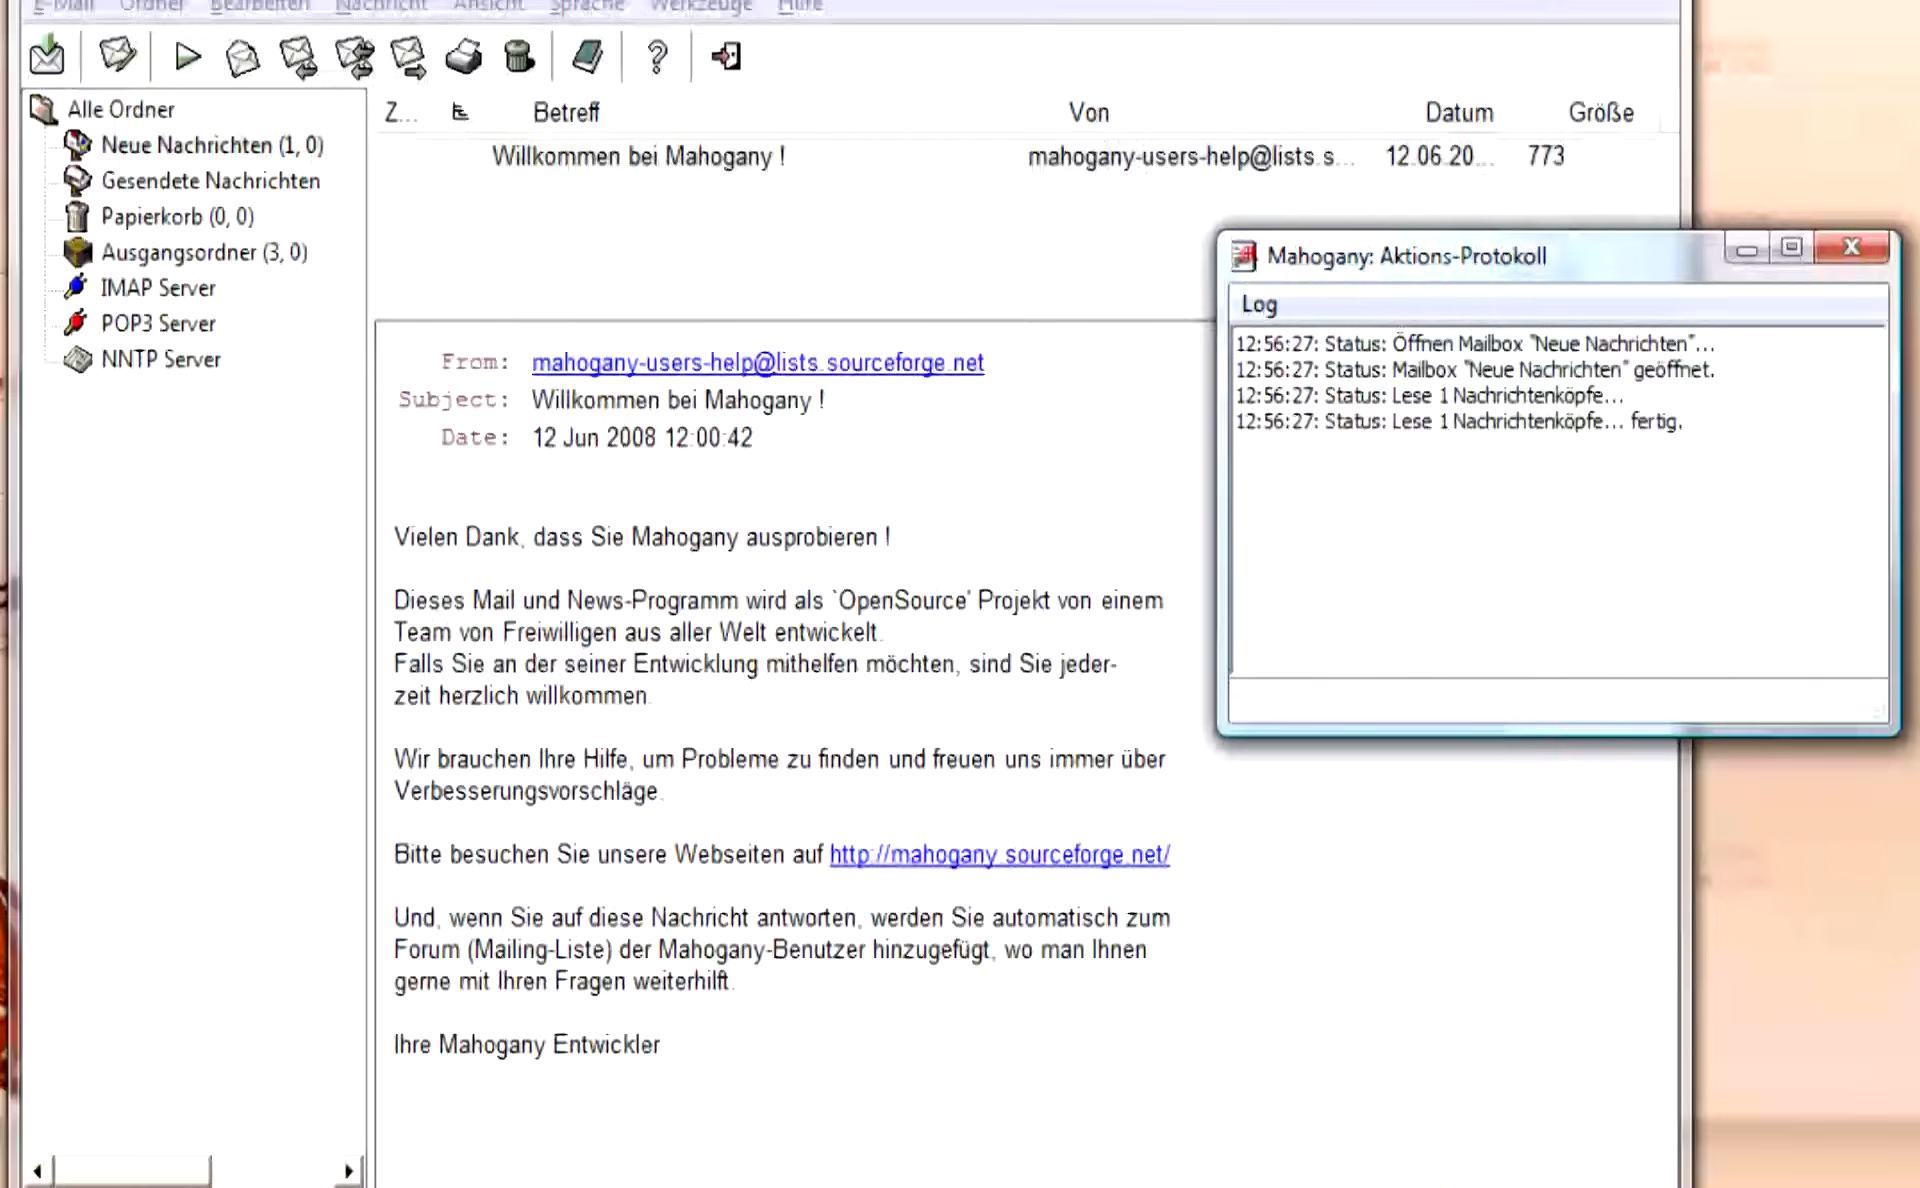 E-Mail Ordner Bearbeiten Nachricht Ansicht Sprache Werkzeuge Hilfe
Alle Ordner
Neue Nachrichten (1, 0)
Gesendete Nachrichten
Papierkorb (0, 0)
Ausgangsordner (3, 0)
IMAP Server
POP3 Server
NNTP Server
Z... Betreff Von Datum Größe
Willkommen bei Mahogany ! mahogany-users-help@lists.s... 12.06.20... 773
From: mahogany-users-help@lists.sourceforge.net
Subject: Willkommen bei Mahogany !
Date: 12 Jun 2008 12:00:42
Vielen Dank, dass Sie Mahogany ausprobieren !
Dieses Mail und News-Programm wird als `OpenSource' Projekt von einem
Team von Freiwilligen aus aller Welt entwickelt.
Falls Sie an der seiner Entwicklung mithelfen möchten, sind Sie jeder-
zeit herzlich willkommen.
Wir brauchen Ihre Hilfe, um Probleme zu finden und freuen uns immer über
Verbesserungsvorschläge.
Bitte besuchen Sie unsere Webseiten auf http://mahogany.sourceforge.net/
Und, wenn Sie auf diese Nachricht antworten, werden Sie automatisch zum
Forum (Mailing-Liste) der Mahogany-Benutzer hinzugefügt, wo man Ihnen
gerne mit Ihren Fragen weiterhilft.
Ihre Mahogany Entwickler
Mahogany: Aktions-Protokoll
Log
12:56:27: Status: Öffnen Mailbox "Neue Nachrichten"...
12:56:27: Status: Mailbox "Neue Nachrichten" geöffnet.
12:56:27: Status: Lese 1 Nachrichtenköpfe...
12:56:27: Status: Lese 1 Nachrichtenköpfe... fertig.